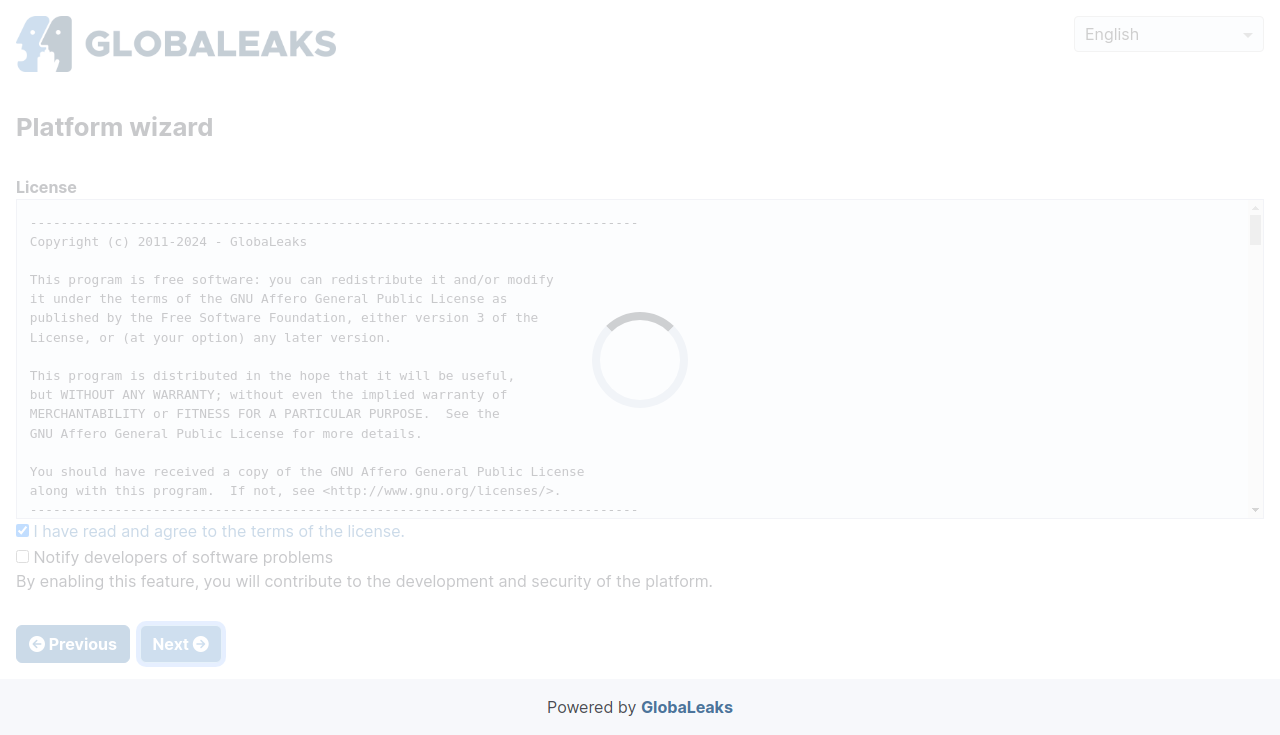 GLOBALEAKS
English
Platform wizard
License
-------------------------------------------------------------------------------
Copyright (c) 2011-2024 - GlobaLeaks
This program is free software: you can redistribute it and/or modify
it under the terms of the GNU Affero General Public License as
published by the Free Software Foundation, either version 3 of the
License, or (at your option) any later version.
This program is distributed in the hope that it will be useful,
but WITHOUT ANY WARRANTY; without even the implied warranty of
MERCHANTABILITY or FITNESS FOR A PARTICULAR PURPOSE.  See the
GNU Affero General Public License for more details.
You should have received a copy of the GNU Affero General Public License
along with this program.  If not, see <http://www.gnu.org/licenses/>.
-------------------------------------------------------------------------------
I have read and agree to the terms of the license.
Notify developers of software problems
By enabling this feature, you will contribute to the development and security of the platform.
Previous
Next
Powered by GlobaLeaks